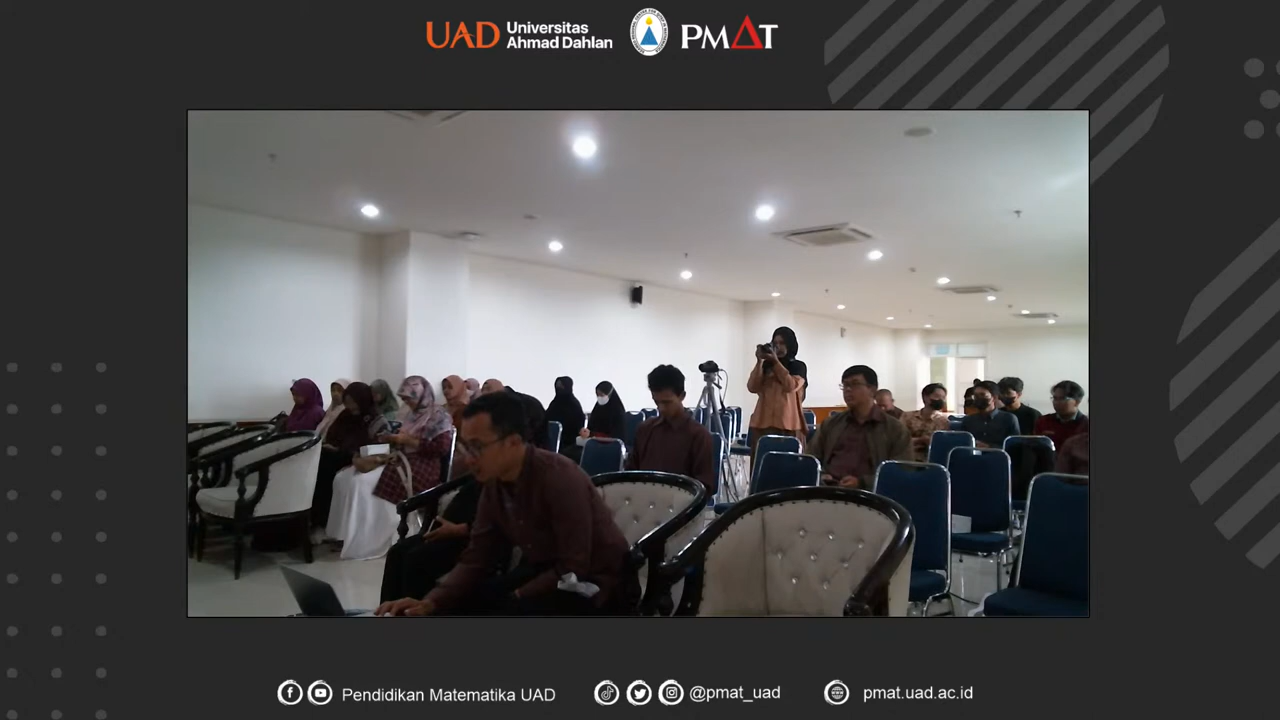 UAD Universitas
Ahmad Dahlan
PMAT
Pendidikan Matematika UAD
@pmat_uad
pmat.uad.ac.id